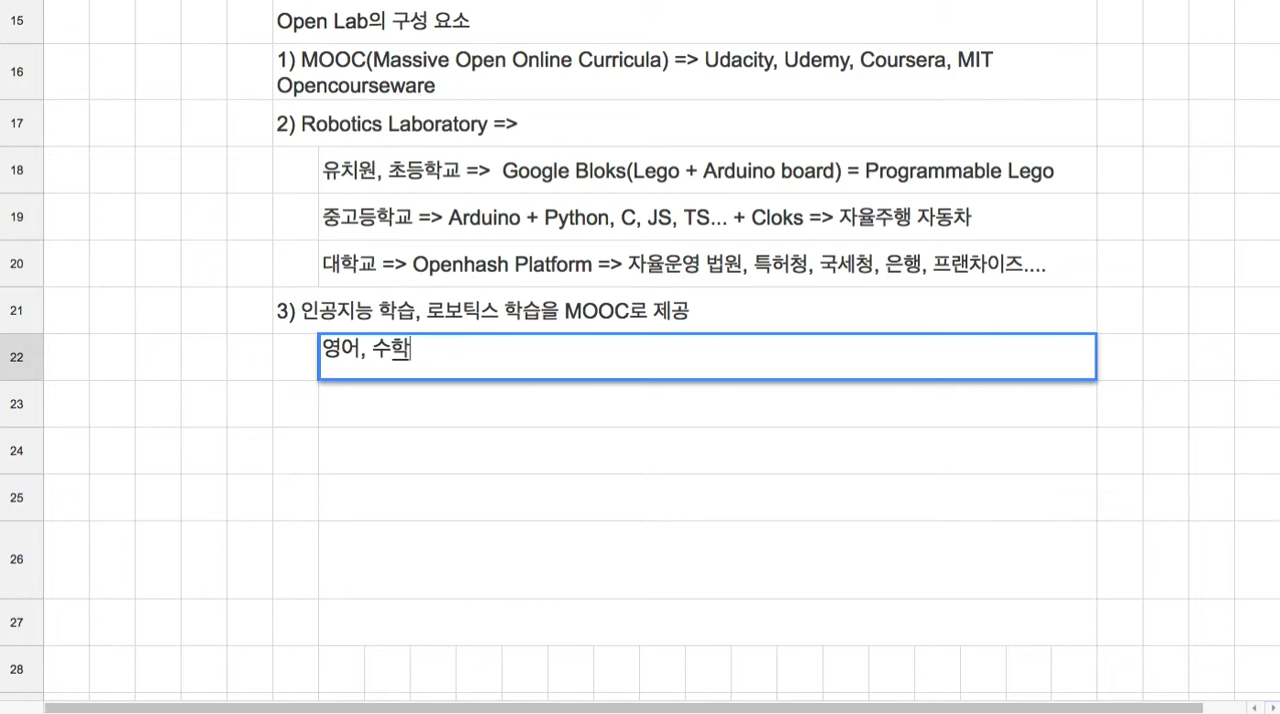 15
Open Lab의 구성 요소
16
1) MOOC(Massive Open Online Curricula) => Udacity, Udemy, Coursera, MIT
Opencourseware
17
2) Robotics Laboratory =>
18
유치원, 초등학교 => Google Bloks(Lego + Arduino board) = Programmable Lego
19
중고등학교 => Arduino + Python, C, JS, TS... + Cloks => 자율주행 자동차
20
대학교 => Openhash Platform => 자율운영 법원, 특허청, 국세청, 은행, 프랜차이즈....
21
3) 인공지능 학습, 로보틱스 학습을 MOOC로 제공
22
영어, 수학
23
24
25
26
27
28